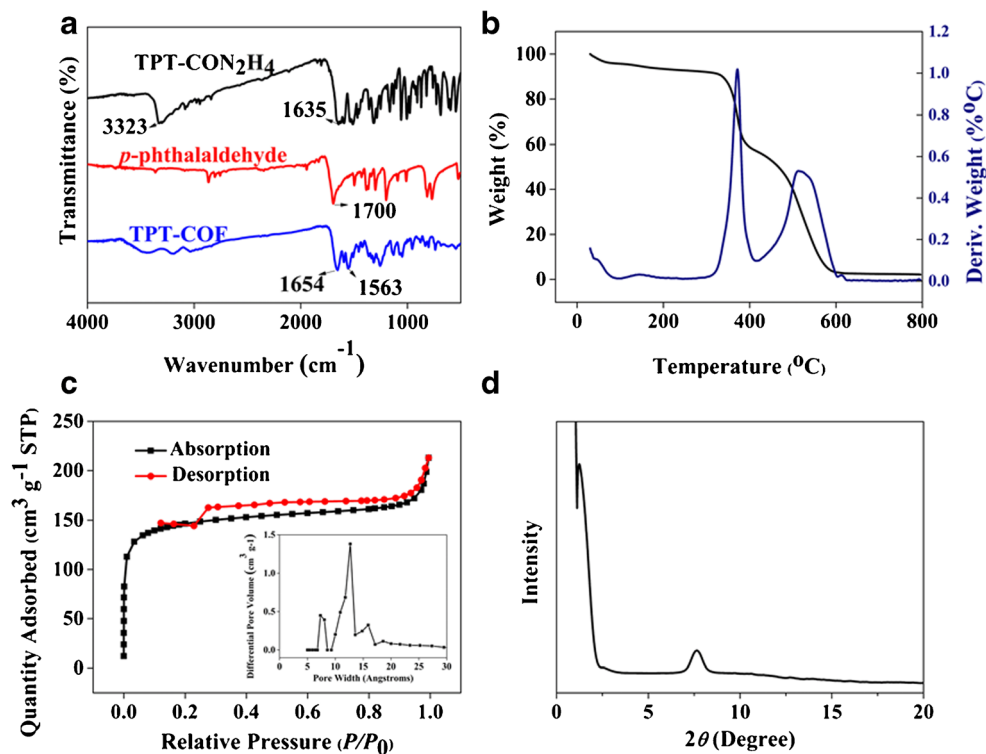 a
Transmittance (%)
TPT-CON2H4
3323
1635
p-phthalaldehyde
1700
TPT-COF
1654
1563
4000 3000 2000 1000
Wavenumber (cm-1)
b
Weight (%)
100
80
60
40
20
0
1.2
1.0
0.8
0.6
0.4
0.2
0.0
Deriv. Weight (%/°C)
0 200 400 600 800
Temperature (°C)
c
Quantity Adsorbed (cm3 g-1 STP)
250
200
150
100
50
0
Absorption
Desorption
Differential Pore Volume (cm3 g-1)
1.5
1.0
0.5
0.0
0 5 10 15 20 25 30
Pore Width (Angstroms)
0.0 0.2 0.4 0.6 0.8 1.0
Relative Pressure (P/P0)
d
Intensity
0 5 10 15 20
2θ (Degree)